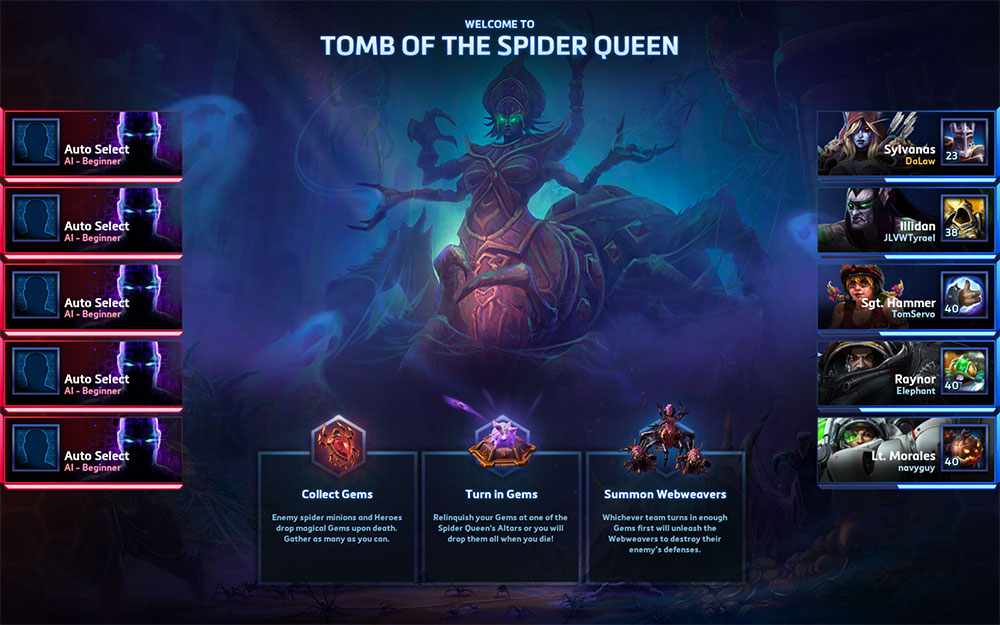 WELCOME TO
TOMB OF THE SPIDER QUEEN
Auto Select
AI - Beginner
Auto Select
AI - Beginner
Auto Select
AI - Beginner
Auto Select
AI - Beginner
Auto Select
AI - Beginner
Sylvanas
DaLaw
23
Illidan
JLVWTyrael
38
Sgt. Hammer
TomServo
40
Raynor
Elephant
40
Lt. Morales
navyguy
40
Collect Gems
Enemy spider minions and Heroes
drop magical Gems upon death.
Gather as many as you can.
Turn in Gems
Relinquish your Gems at one of the
Spider Queen's Altars or you will
drop them all when you die!
Summon Webweavers
Whichever team turns in enough
Gems first will unleash the
Webweavers to destroy their
enemy's defenses.